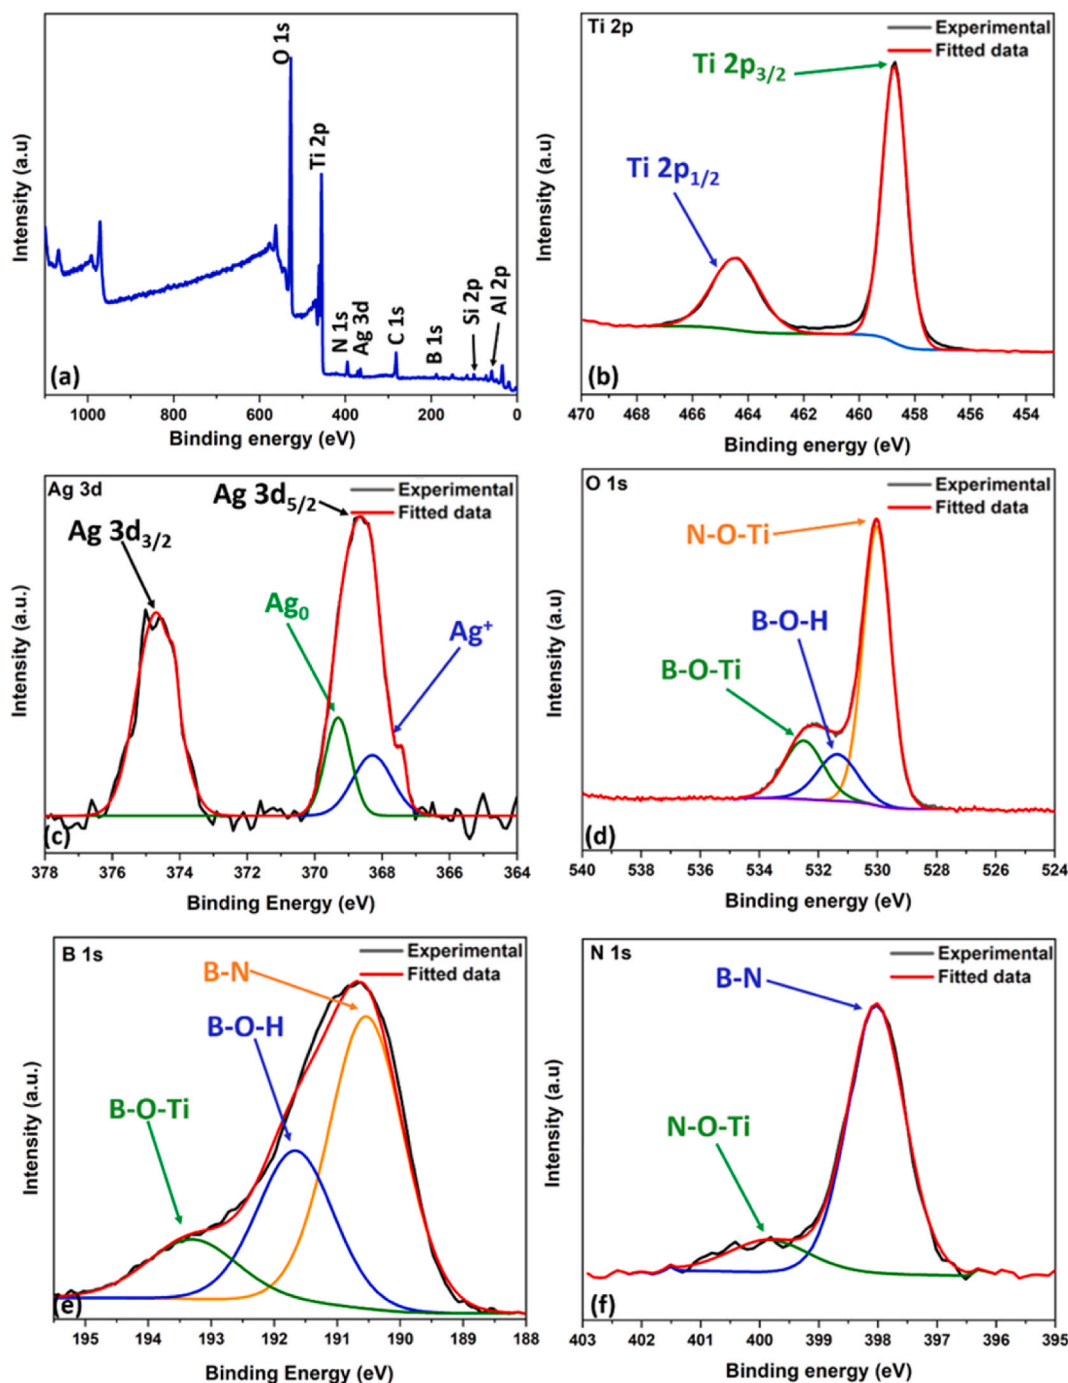 O 1s
Ti 2p
N 1s
Ag 3d
C 1s
B 1s
Si 2p
Al 2p
Intensity (a.u)
(a)
1000 800 600 400 200 0
Binding energy (eV)
Ti 2p
Experimental
Fitted data
Ti 2p3/2
Ti 2p1/2
Intensity (a.u)
(b)
470 468 466 464 462 460 458 456 454
Binding energy (eV)
Ag 3d
Experimental
Fitted data
Ag 3d5/2
Ag 3d3/2
Ag0
Ag+
Intensity (a.u.)
(c)
378 376 374 372 370 368 366 364
Binding Energy (eV)
O 1s
Experimental
Fitted data
N-O-Ti
B-O-H
B-O-Ti
Intensity (a.u)
(d)
540 538 536 534 532 530 528 526 524
Binding energy (eV)
B 1s
Experimental
Fitted data
B-N
B-O-H
B-O-Ti
Intensity (a.u.)
(e)
195 194 193 192 191 190 189 188
Binding Energy (eV)
N 1s
Experimental
Fitted data
B-N
N-O-Ti
Intensity (a.u)
(f)
403 402 401 400 399 398 397 396 395
Binding energy (eV)